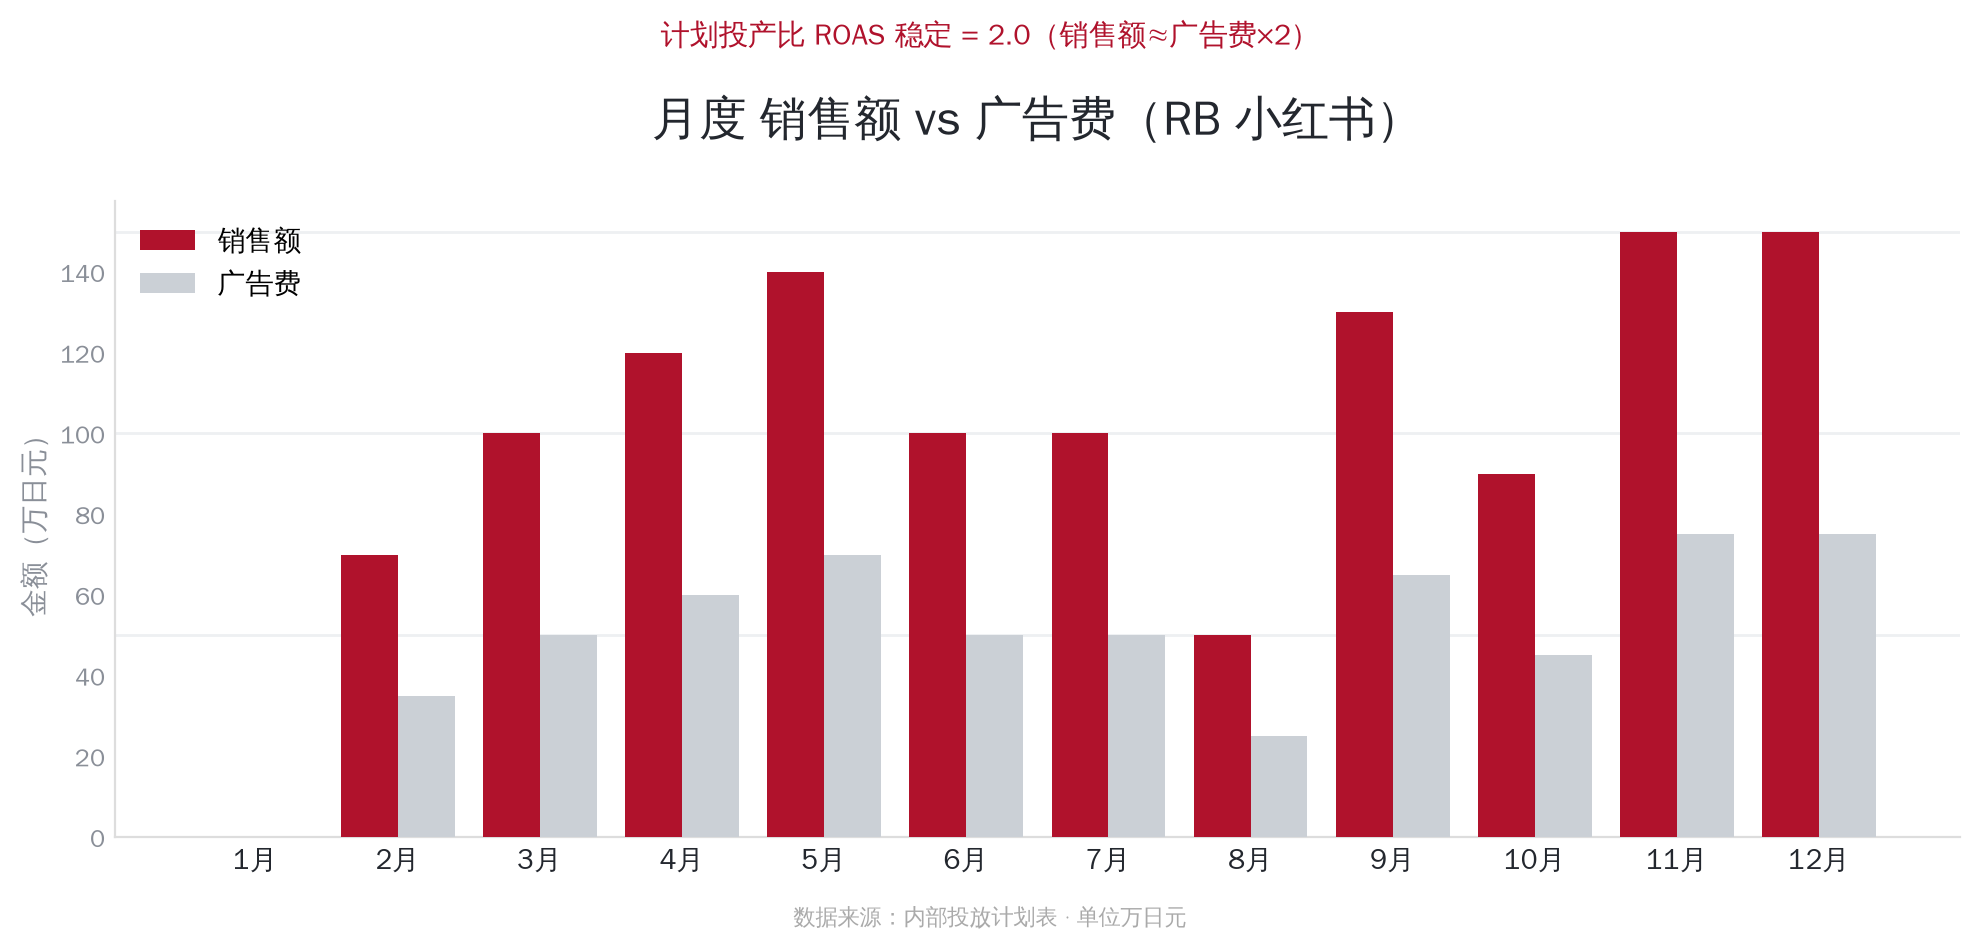 计划投产比 ROAS 稳定 = 2.0（销售额≈广告费×2）
月度 销售额 vs 广告费（RB 小红书）
销售额
广告费
金额（万日元）
140
120
100
80
60
40
20
0
1月
2月
3月
4月
5月
6月
7月
8月
9月
10月
11月
12月
数据来源：内部投放计划表 · 单位万日元